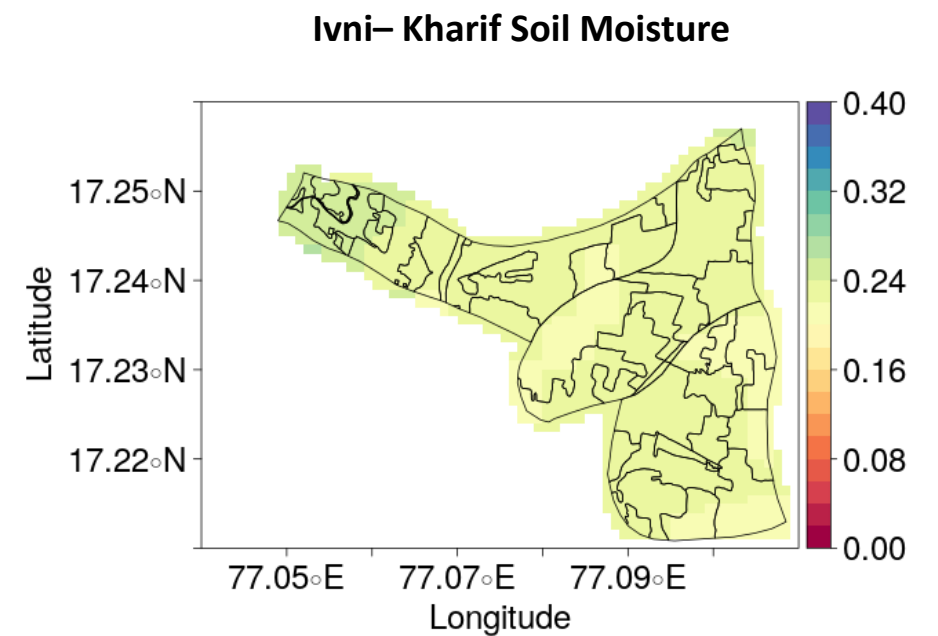 Ivni– Kharif Soil Moisture
0.40
17.25◦N
0.32
17.24◦N
0.24
Latitude
17.23◦N
0.16
17.22◦N
0.08
0.00
77.05◦E 77.07◦E 77.09◦E
Longitude